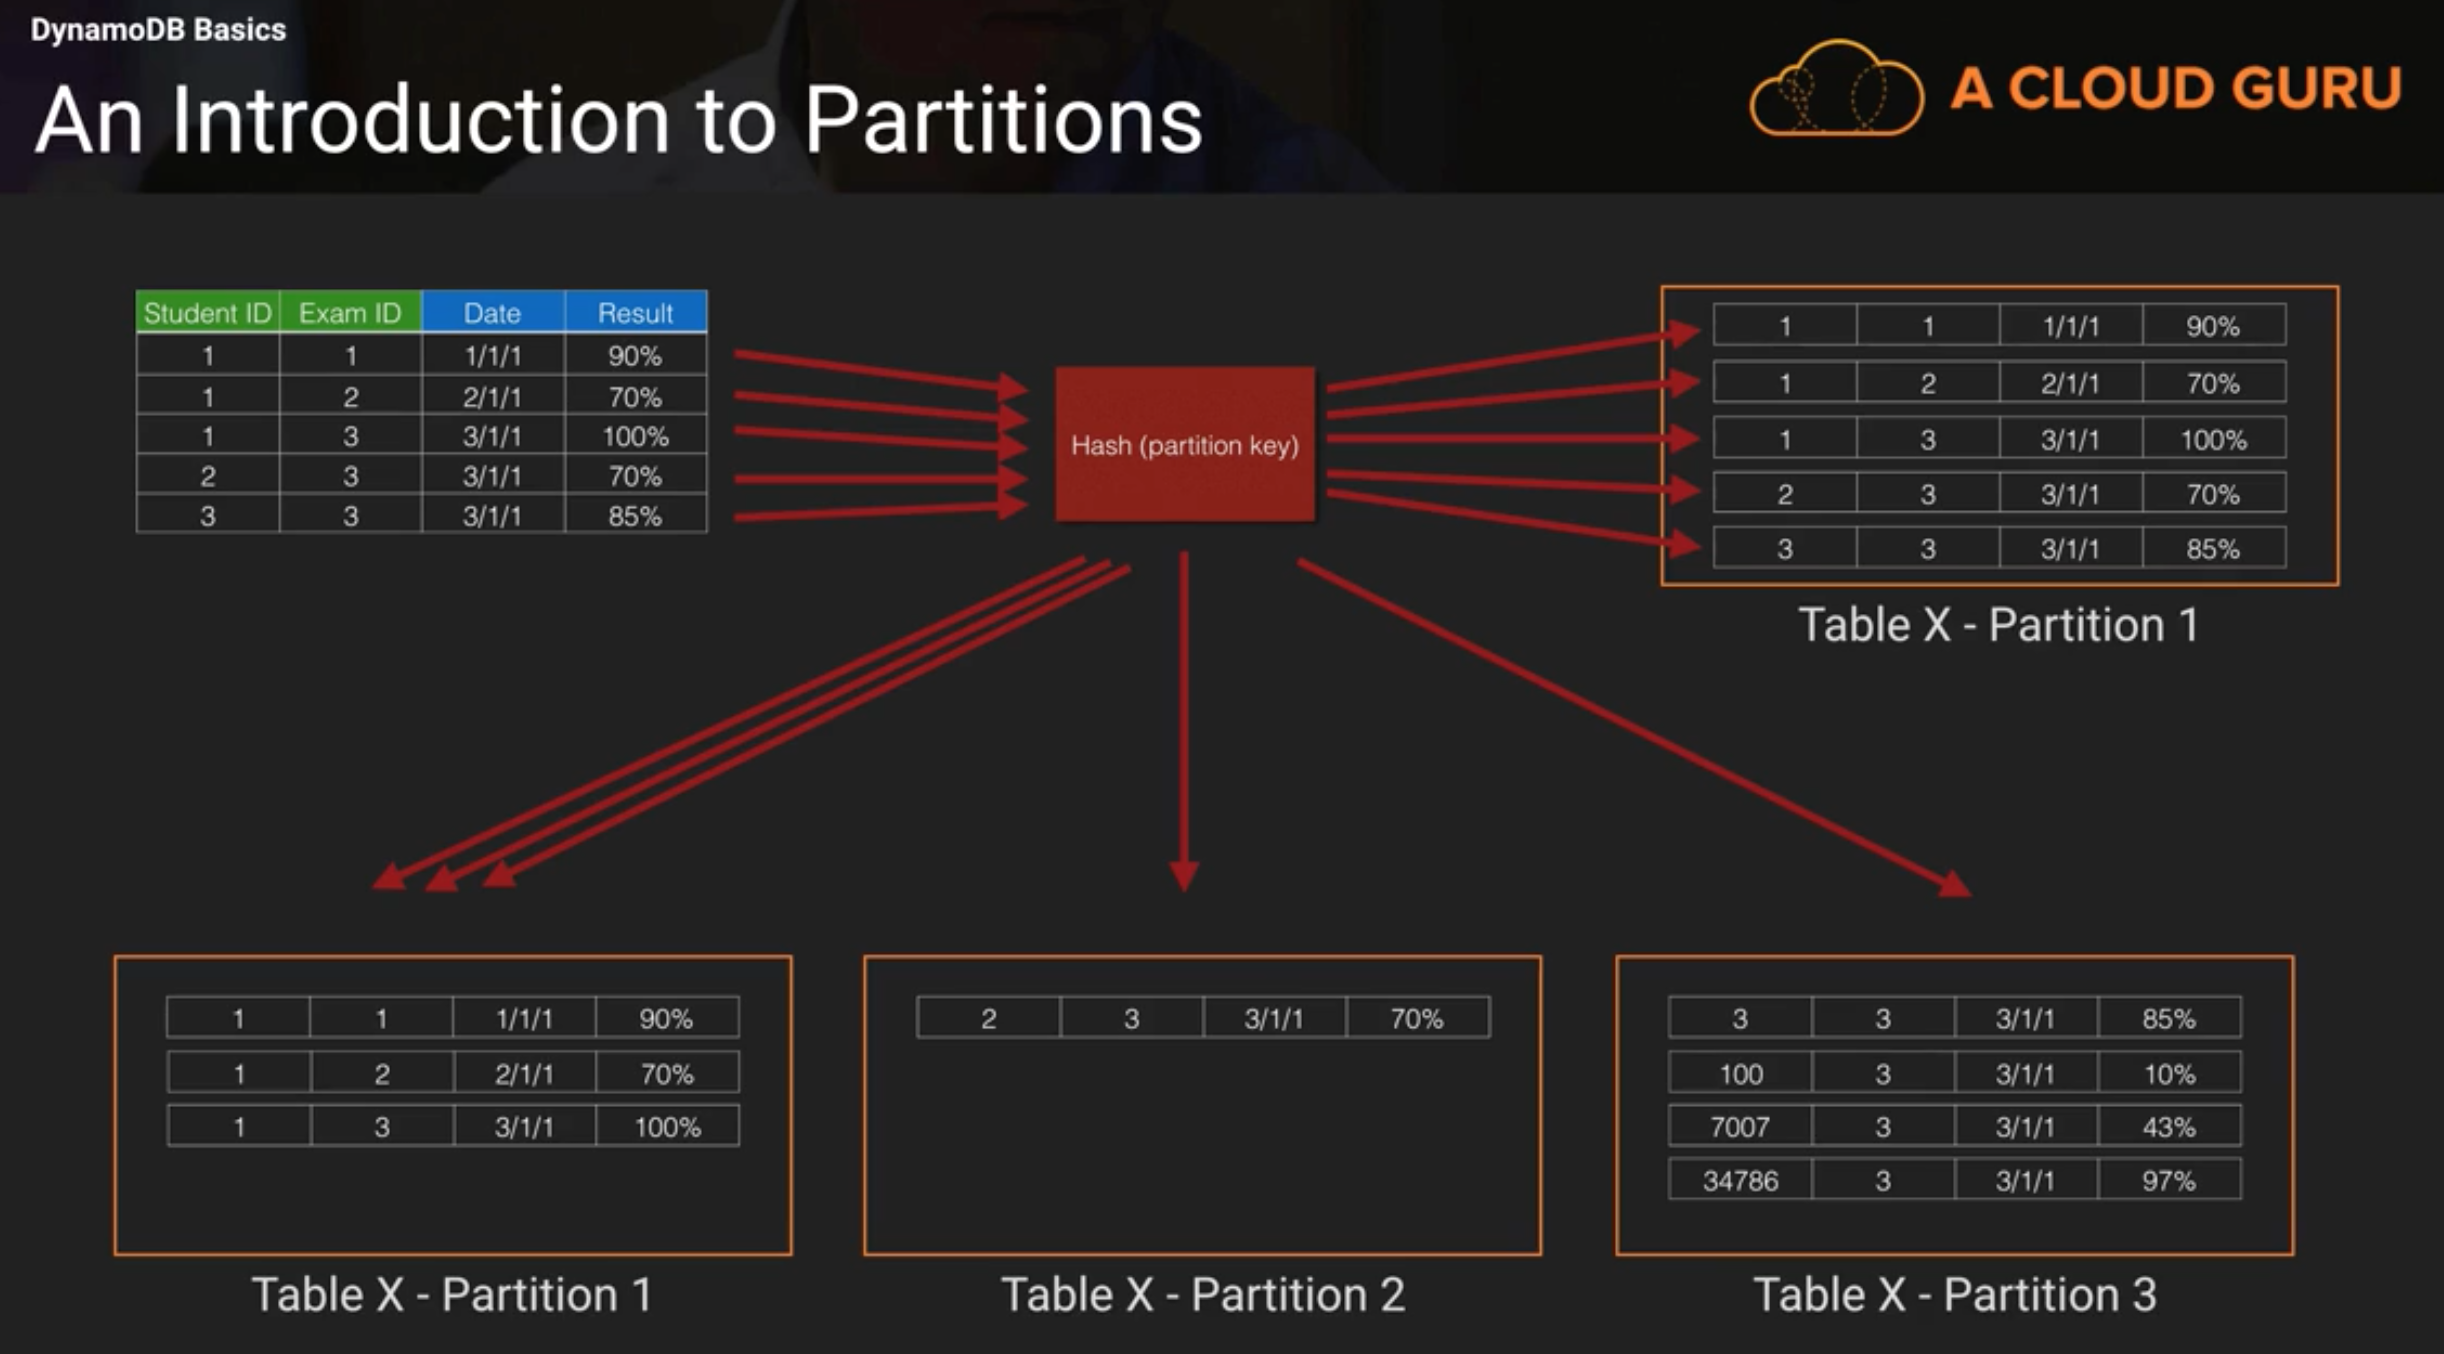 DynamoDB Basics
An Introduction to Partitions
A CLOUD GURU
Student ID Exam ID Date Result
1 1 1/1/1 90%
1 2 2/1/1 70%
1 3 3/1/1 100%
2 3 3/1/1 70%
3 3 3/1/1 85%
Hash (partition key)
1 1 1/1/1 90%
1 2 2/1/1 70%
1 3 3/1/1 100%
2 3 3/1/1 70%
3 3 3/1/1 85%
Table X - Partition 1
1 1 1/1/1 90%
1 2 2/1/1 70%
1 3 3/1/1 100%
Table X - Partition 1
2 3 3/1/1 70%
Table X - Partition 2
3 3 3/1/1 85%
100 3 3/1/1 10%
7007 3 3/1/1 43%
34786 3 3/1/1 97%
Table X - Partition 3